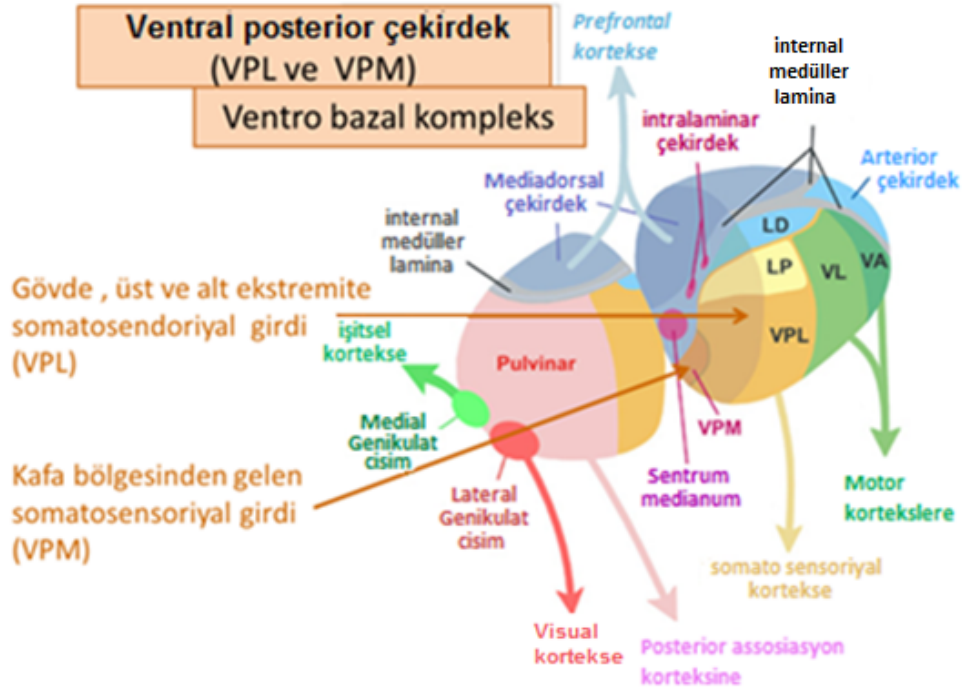 Ventral posterior çekirdek
(VPL ve VPM)
Ventro bazal kompleks
Prefrontal
kortekse
internal
medüller
lamina
intralaminar
çekirdek
Arterior
çekirdek
Mediadorsal
çekirdek
internal
medüller
lamina
LD
LP
VL
VA
VPL
Gövde , üst ve alt ekstremite
somatosendoriyal girdi
(VPL)
işitsel
kortekse
Pulvinar
Medial
Genikulat
cisim
VPM
Kafa bölgesinden gelen
somatosensoriyal girdi
(VPM)
Lateral
Genikulat
cisim
Sentrum
medianum
Motor
kortekslere
somato sensoriyal
kortekse
Visual
kortekse
Posterior assosiasyon
korteksine